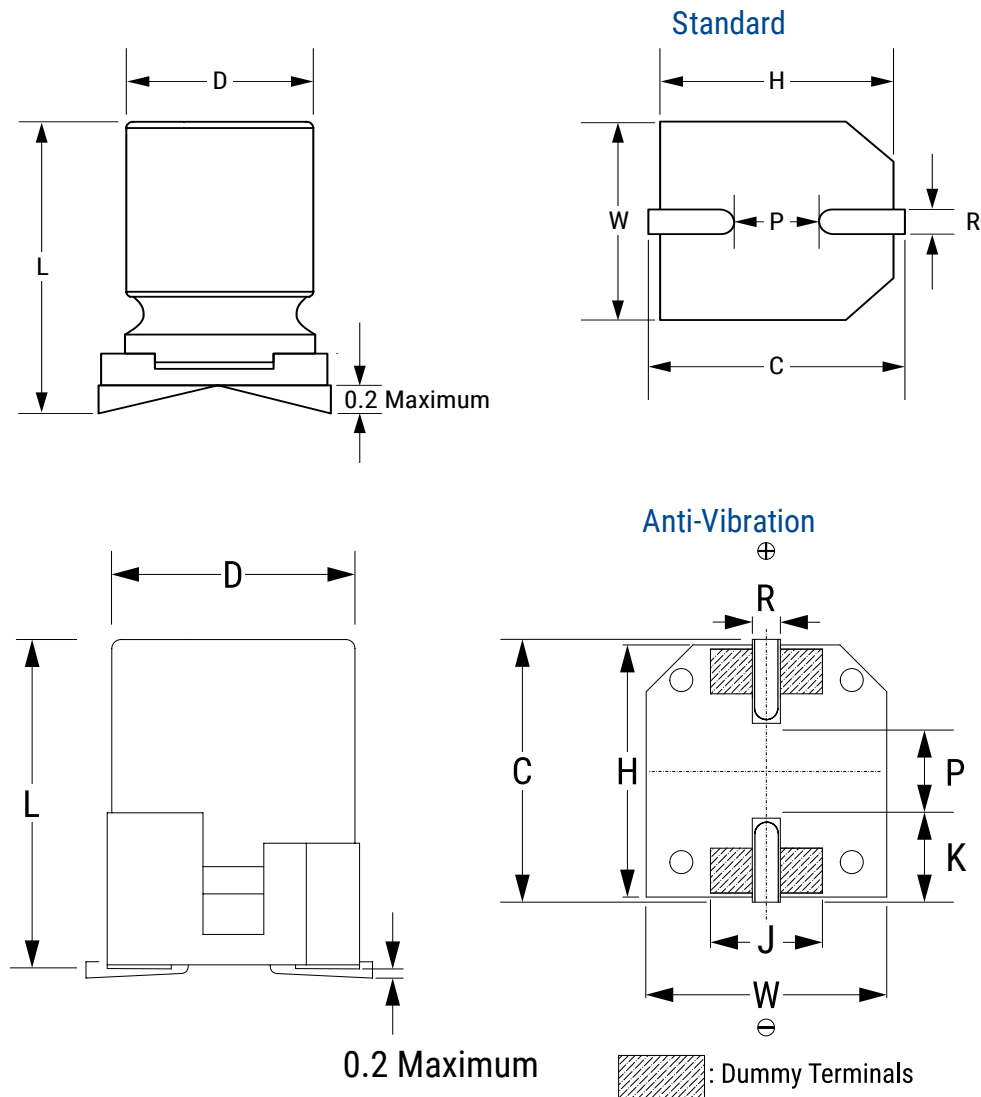 Standard
D
H
L
W
P
R
0.2 Maximum
C
Anti-Vibration
⊕
D
R
L
C
H
P
K
J
W
⊖
0.2 Maximum
: Dummy Terminals